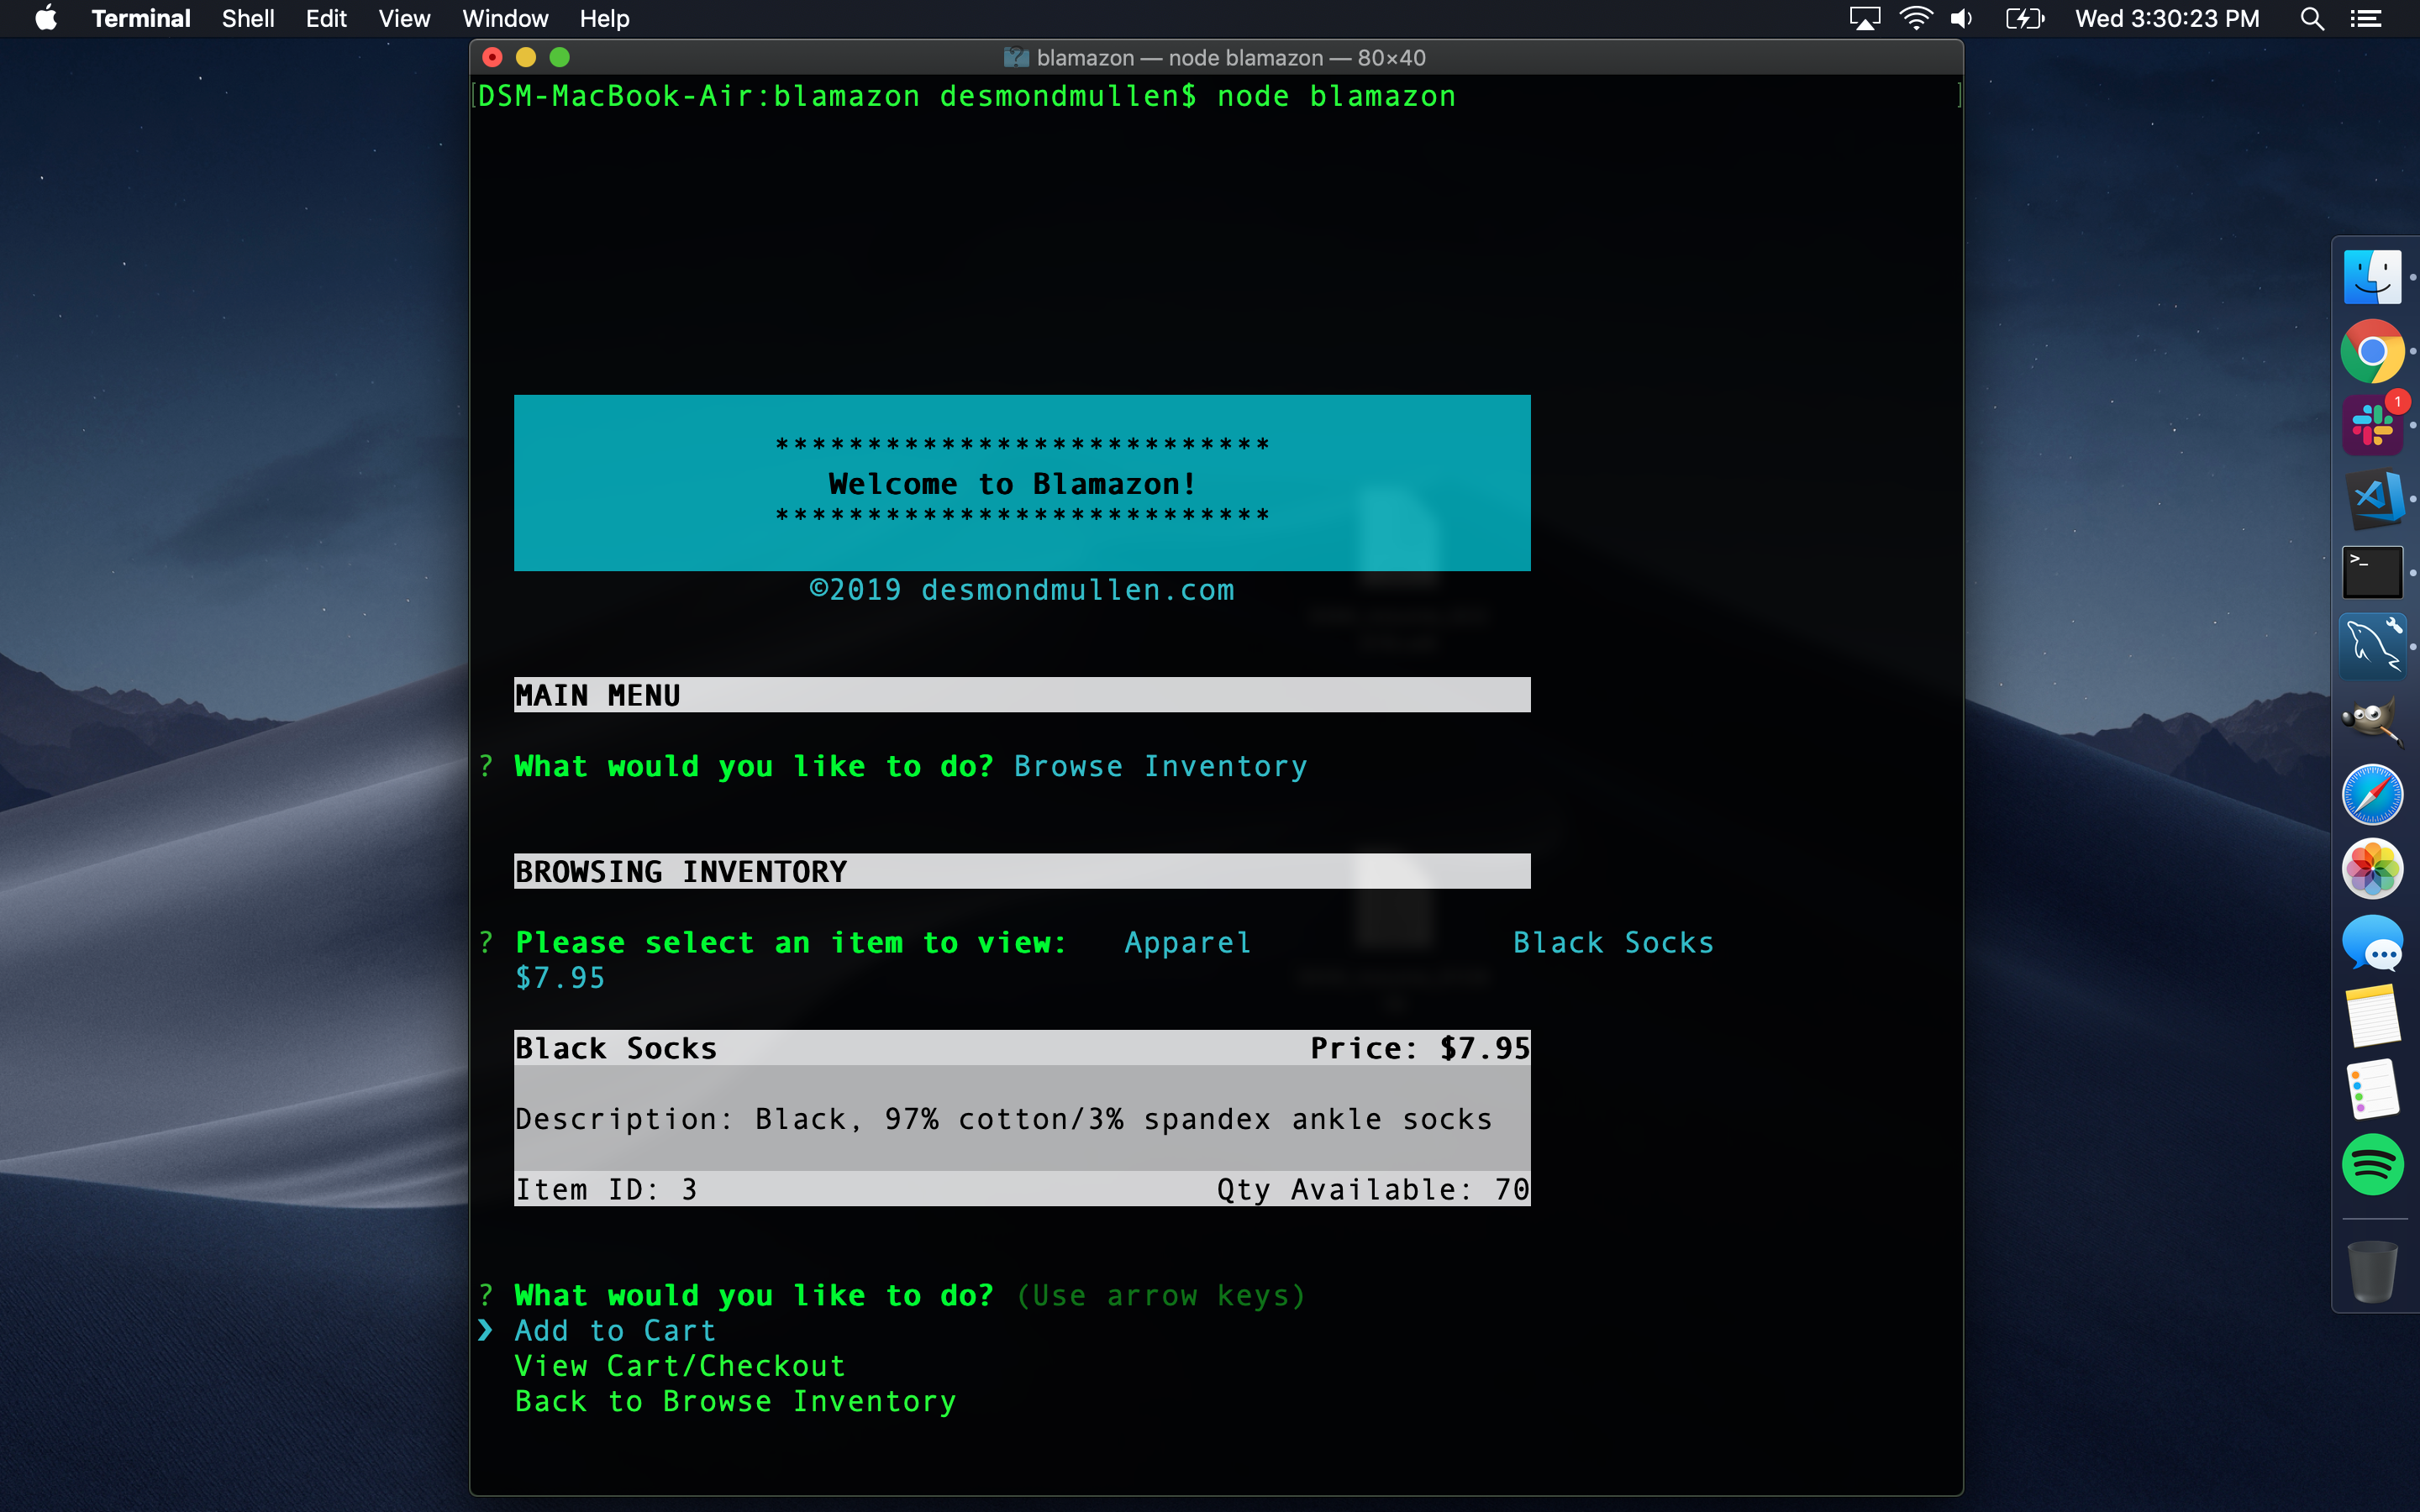 Terminal Shell Edit View Window Help Wed 3:30:23 PM
blamazon — node blamazon — 80×40
[DSM-MacBook-Air:blamazon desmondmullen$ node blamazon ]
***************************
Welcome to Blamazon!
***************************
©2019 desmondmullen.com
MAIN MENU
? What would you like to do? Browse Inventory
BROWSING INVENTORY
? Please select an item to view: Apparel Black Socks
$7.95
Black Socks Price: $7.95
Description: Black, 97% cotton/3% spandex ankle socks
Item ID: 3 Qty Available: 70
? What would you like to do? (Use arrow keys)
❯ Add to Cart
View Cart/Checkout
Back to Browse Inventory
1
>_